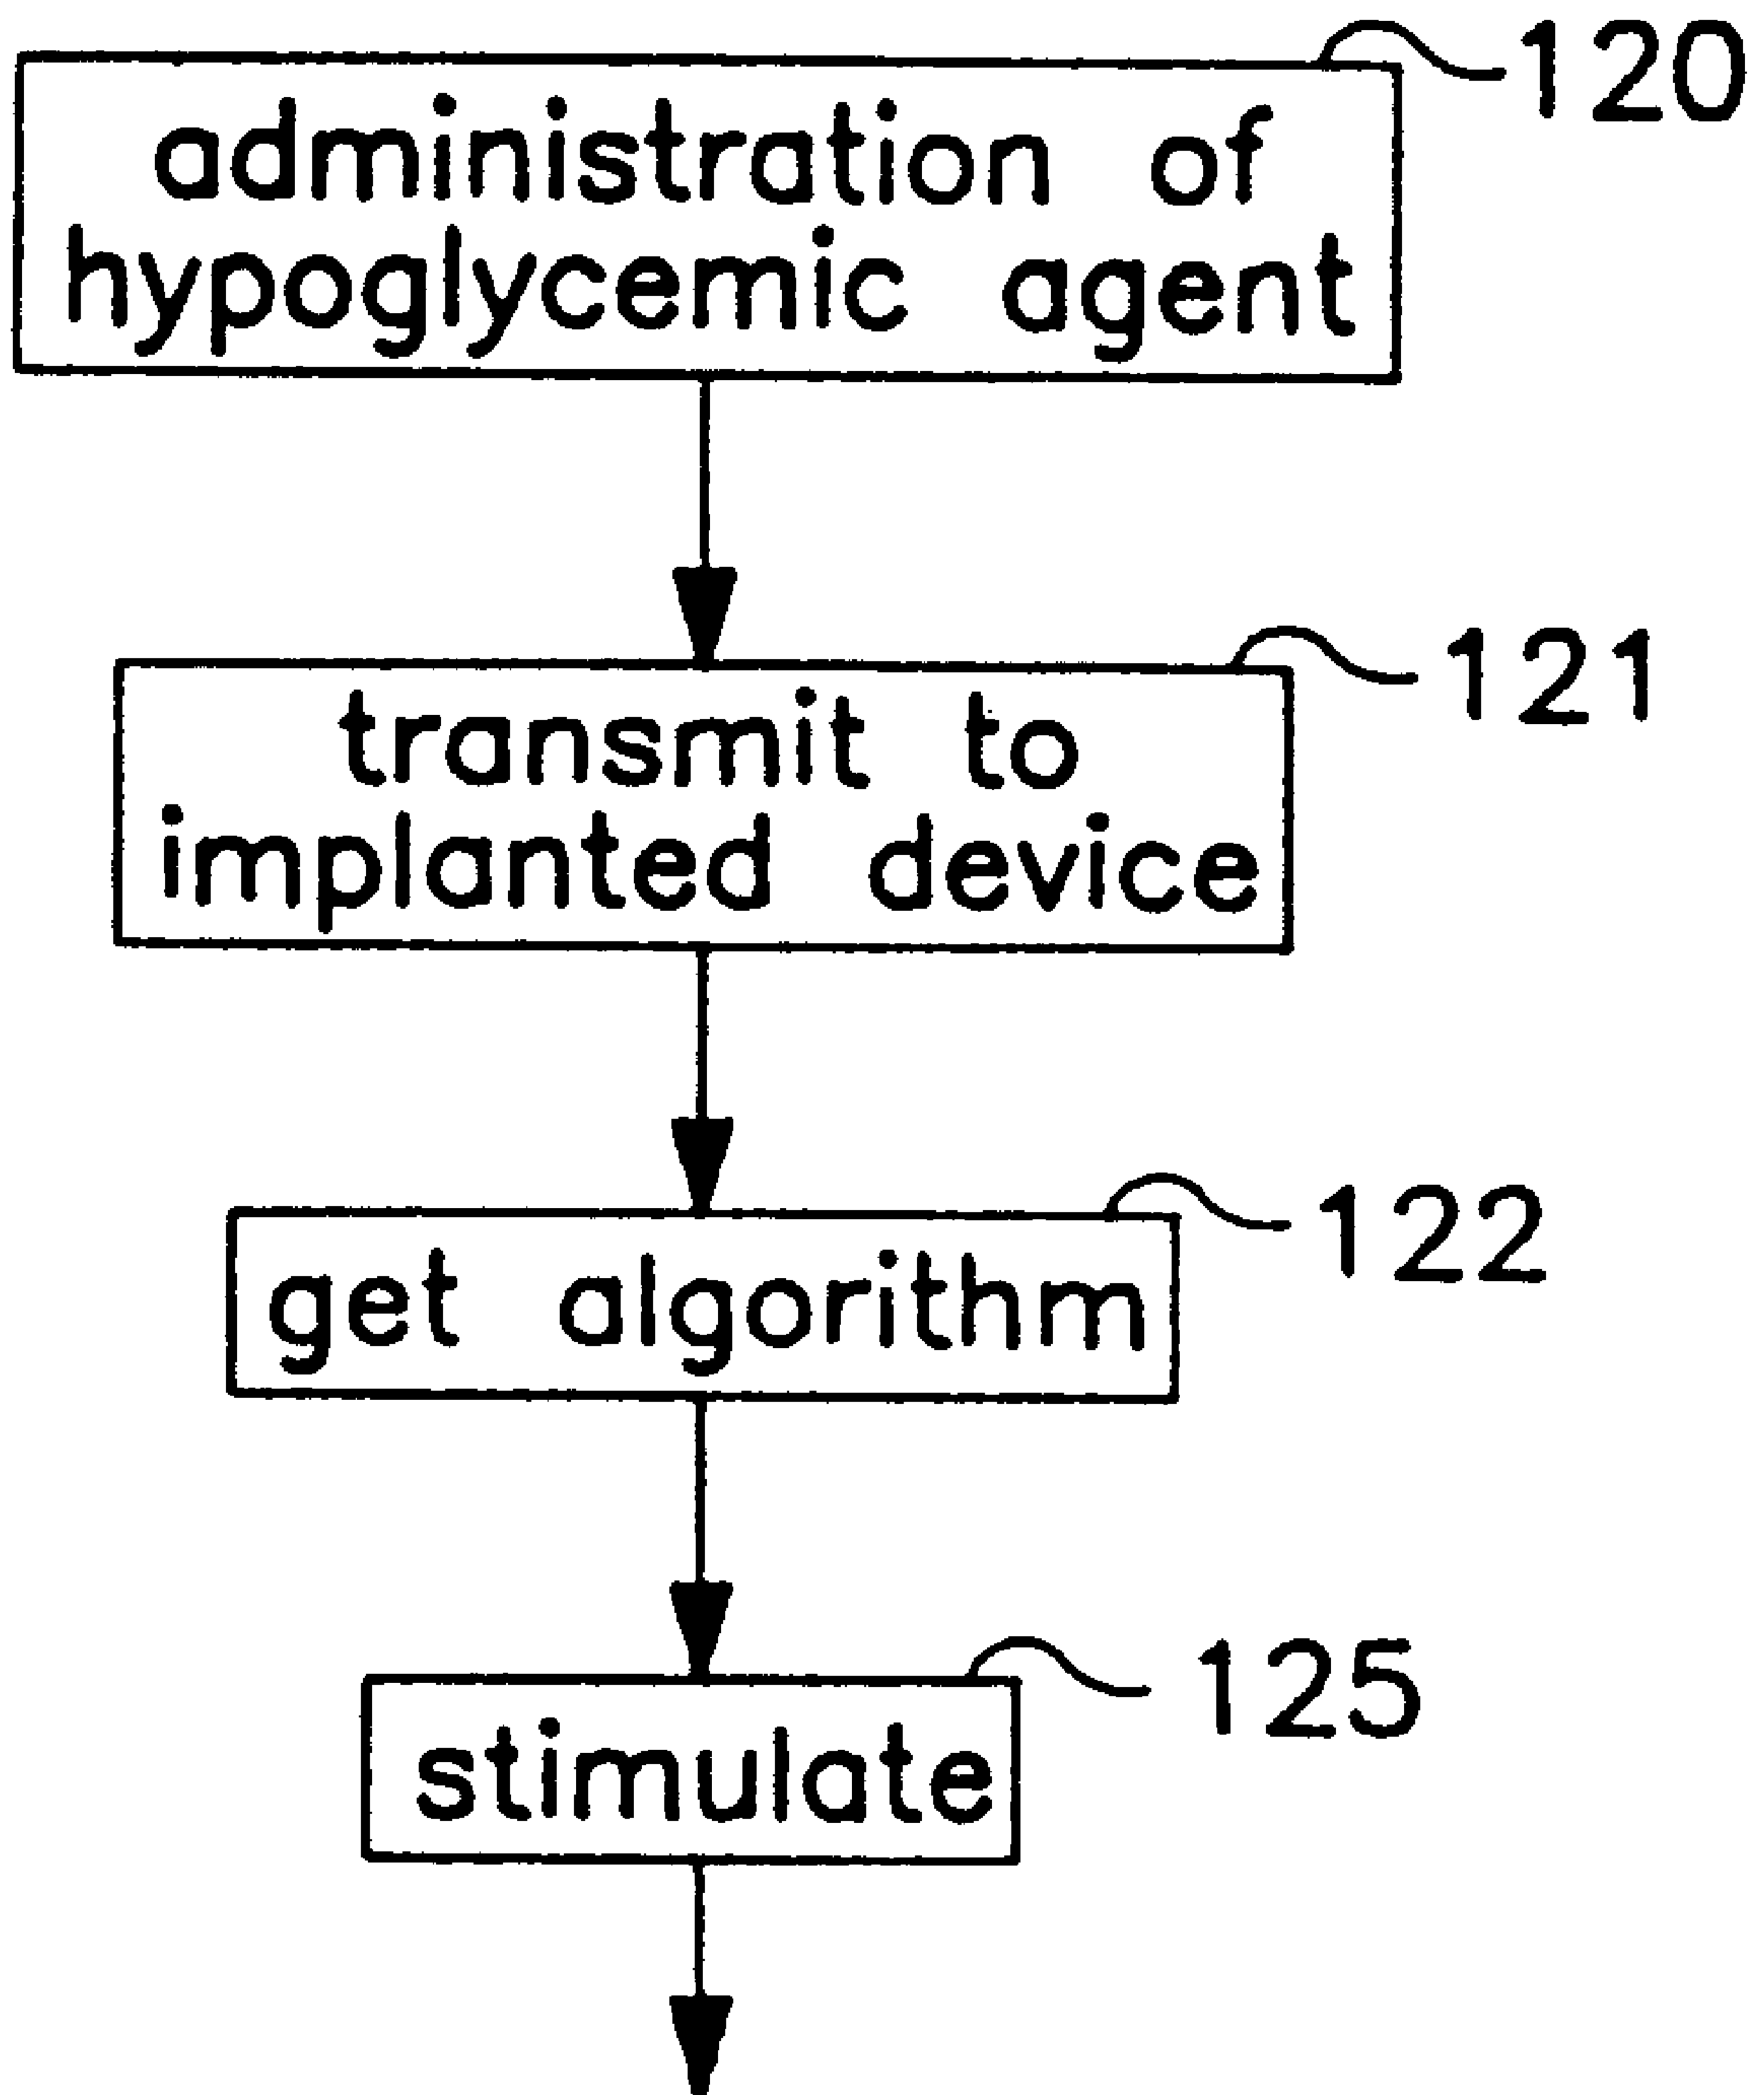 120
administration of
hypoglycemic agent
121
transmit to
implanted device
122
get algorithm
125
stimulate